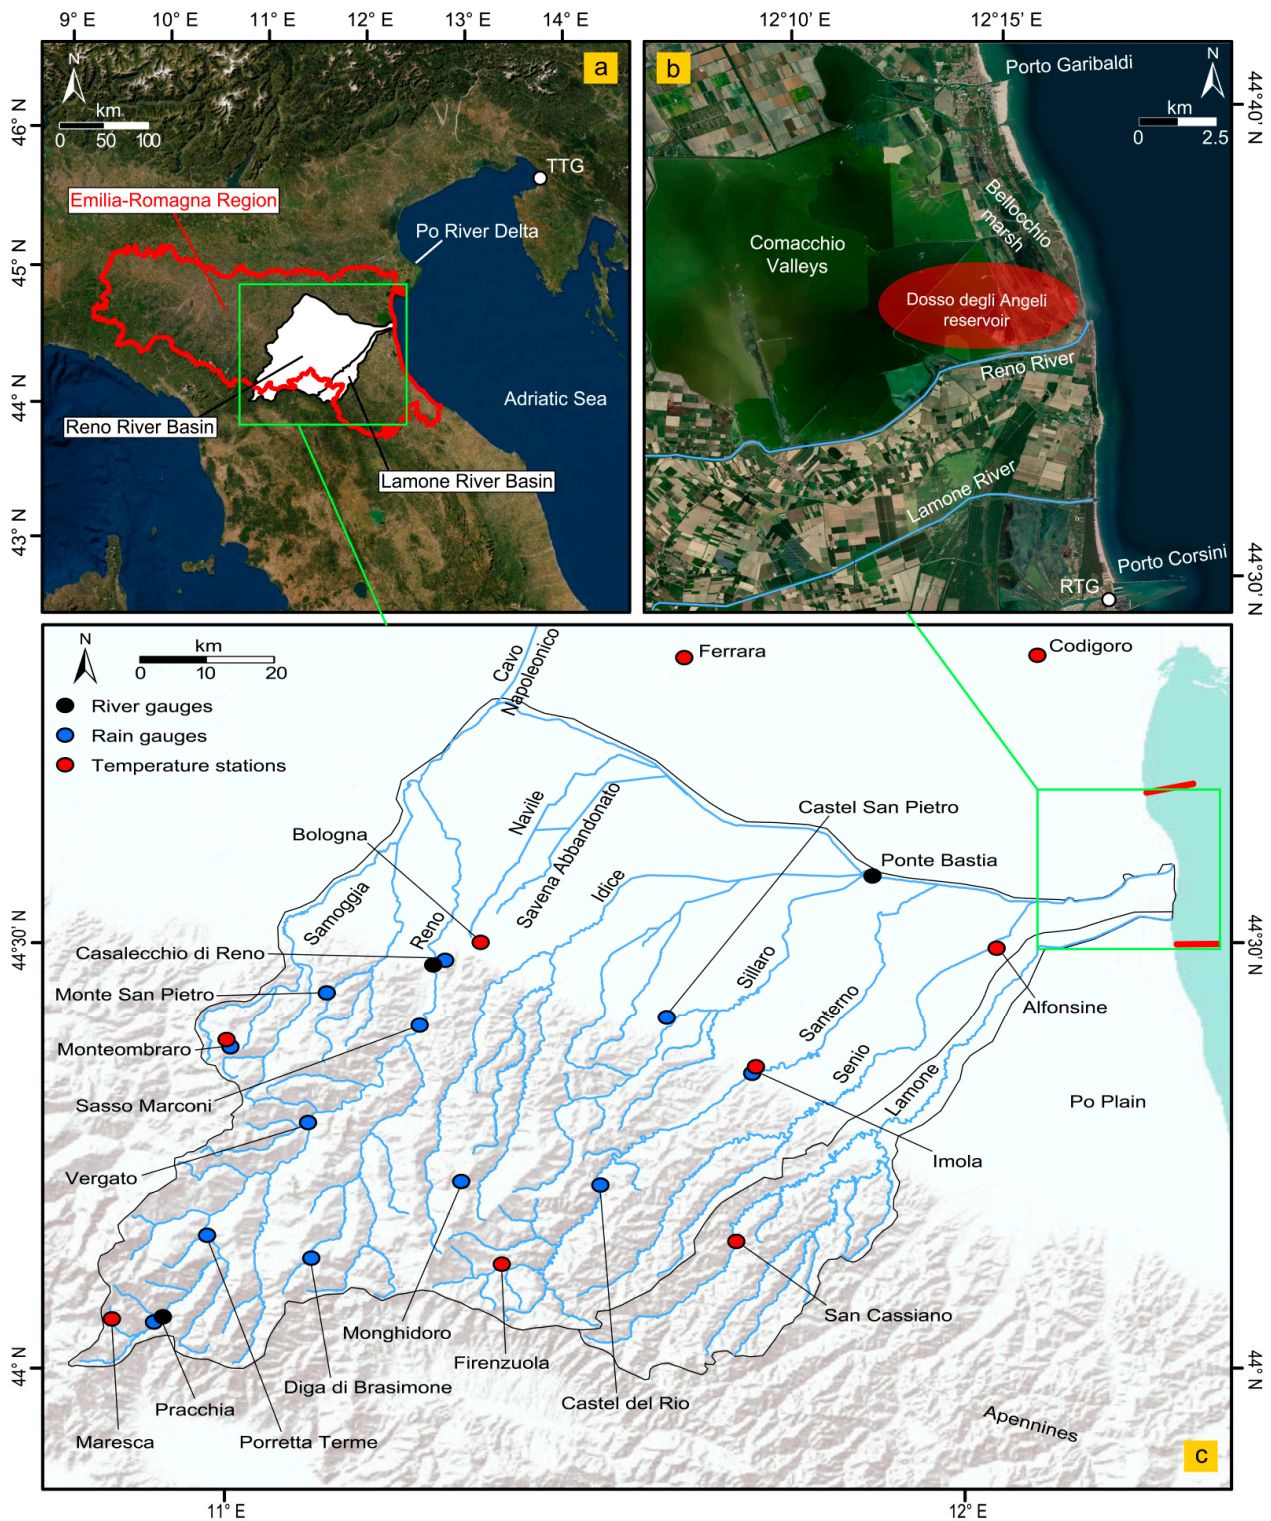 9° E 10° E 11° E 12° E 13° E 14° E
12°10' E 12°15' E
46° N
45° N
44° N
43° N
N
km
0 50 100
a
TTG
Emilia-Romagna Region
Po River Delta
Adriatic Sea
Reno River Basin
Lamone River Basin
b
Porto Garibaldi
N
km
0 2.5
44°40' N
44°30' N
Bellocchio
marsh
Comacchio
Valleys
Dosso degli Angeli
reservoir
Reno River
Lamone River
Porto Corsini
RTG
N
km
0 10 20
River gauges
Rain gauges
Temperature stations
Cavo
Napoleonico
Ferrara
Codigoro
Navile
Savena Abbandonato
Castel San Pietro
Bologna
Ponte Bastia
Idice
Samoggia
Reno
44°30' N
44°30' N
Casalecchio di Reno
Sillaro
Monte San Pietro
Santerno
Alfonsine
Monteombraro
Senio
Lamone
Sasso Marconi
Po Plain
Imola
Vergato
San Cassiano
Monghidoro
Firenzuola
44° N
44° N
Diga di Brasimone
Castel del Rio
Pracchia
Apennines
Maresca
Porretta Terme
c
11° E
12° E